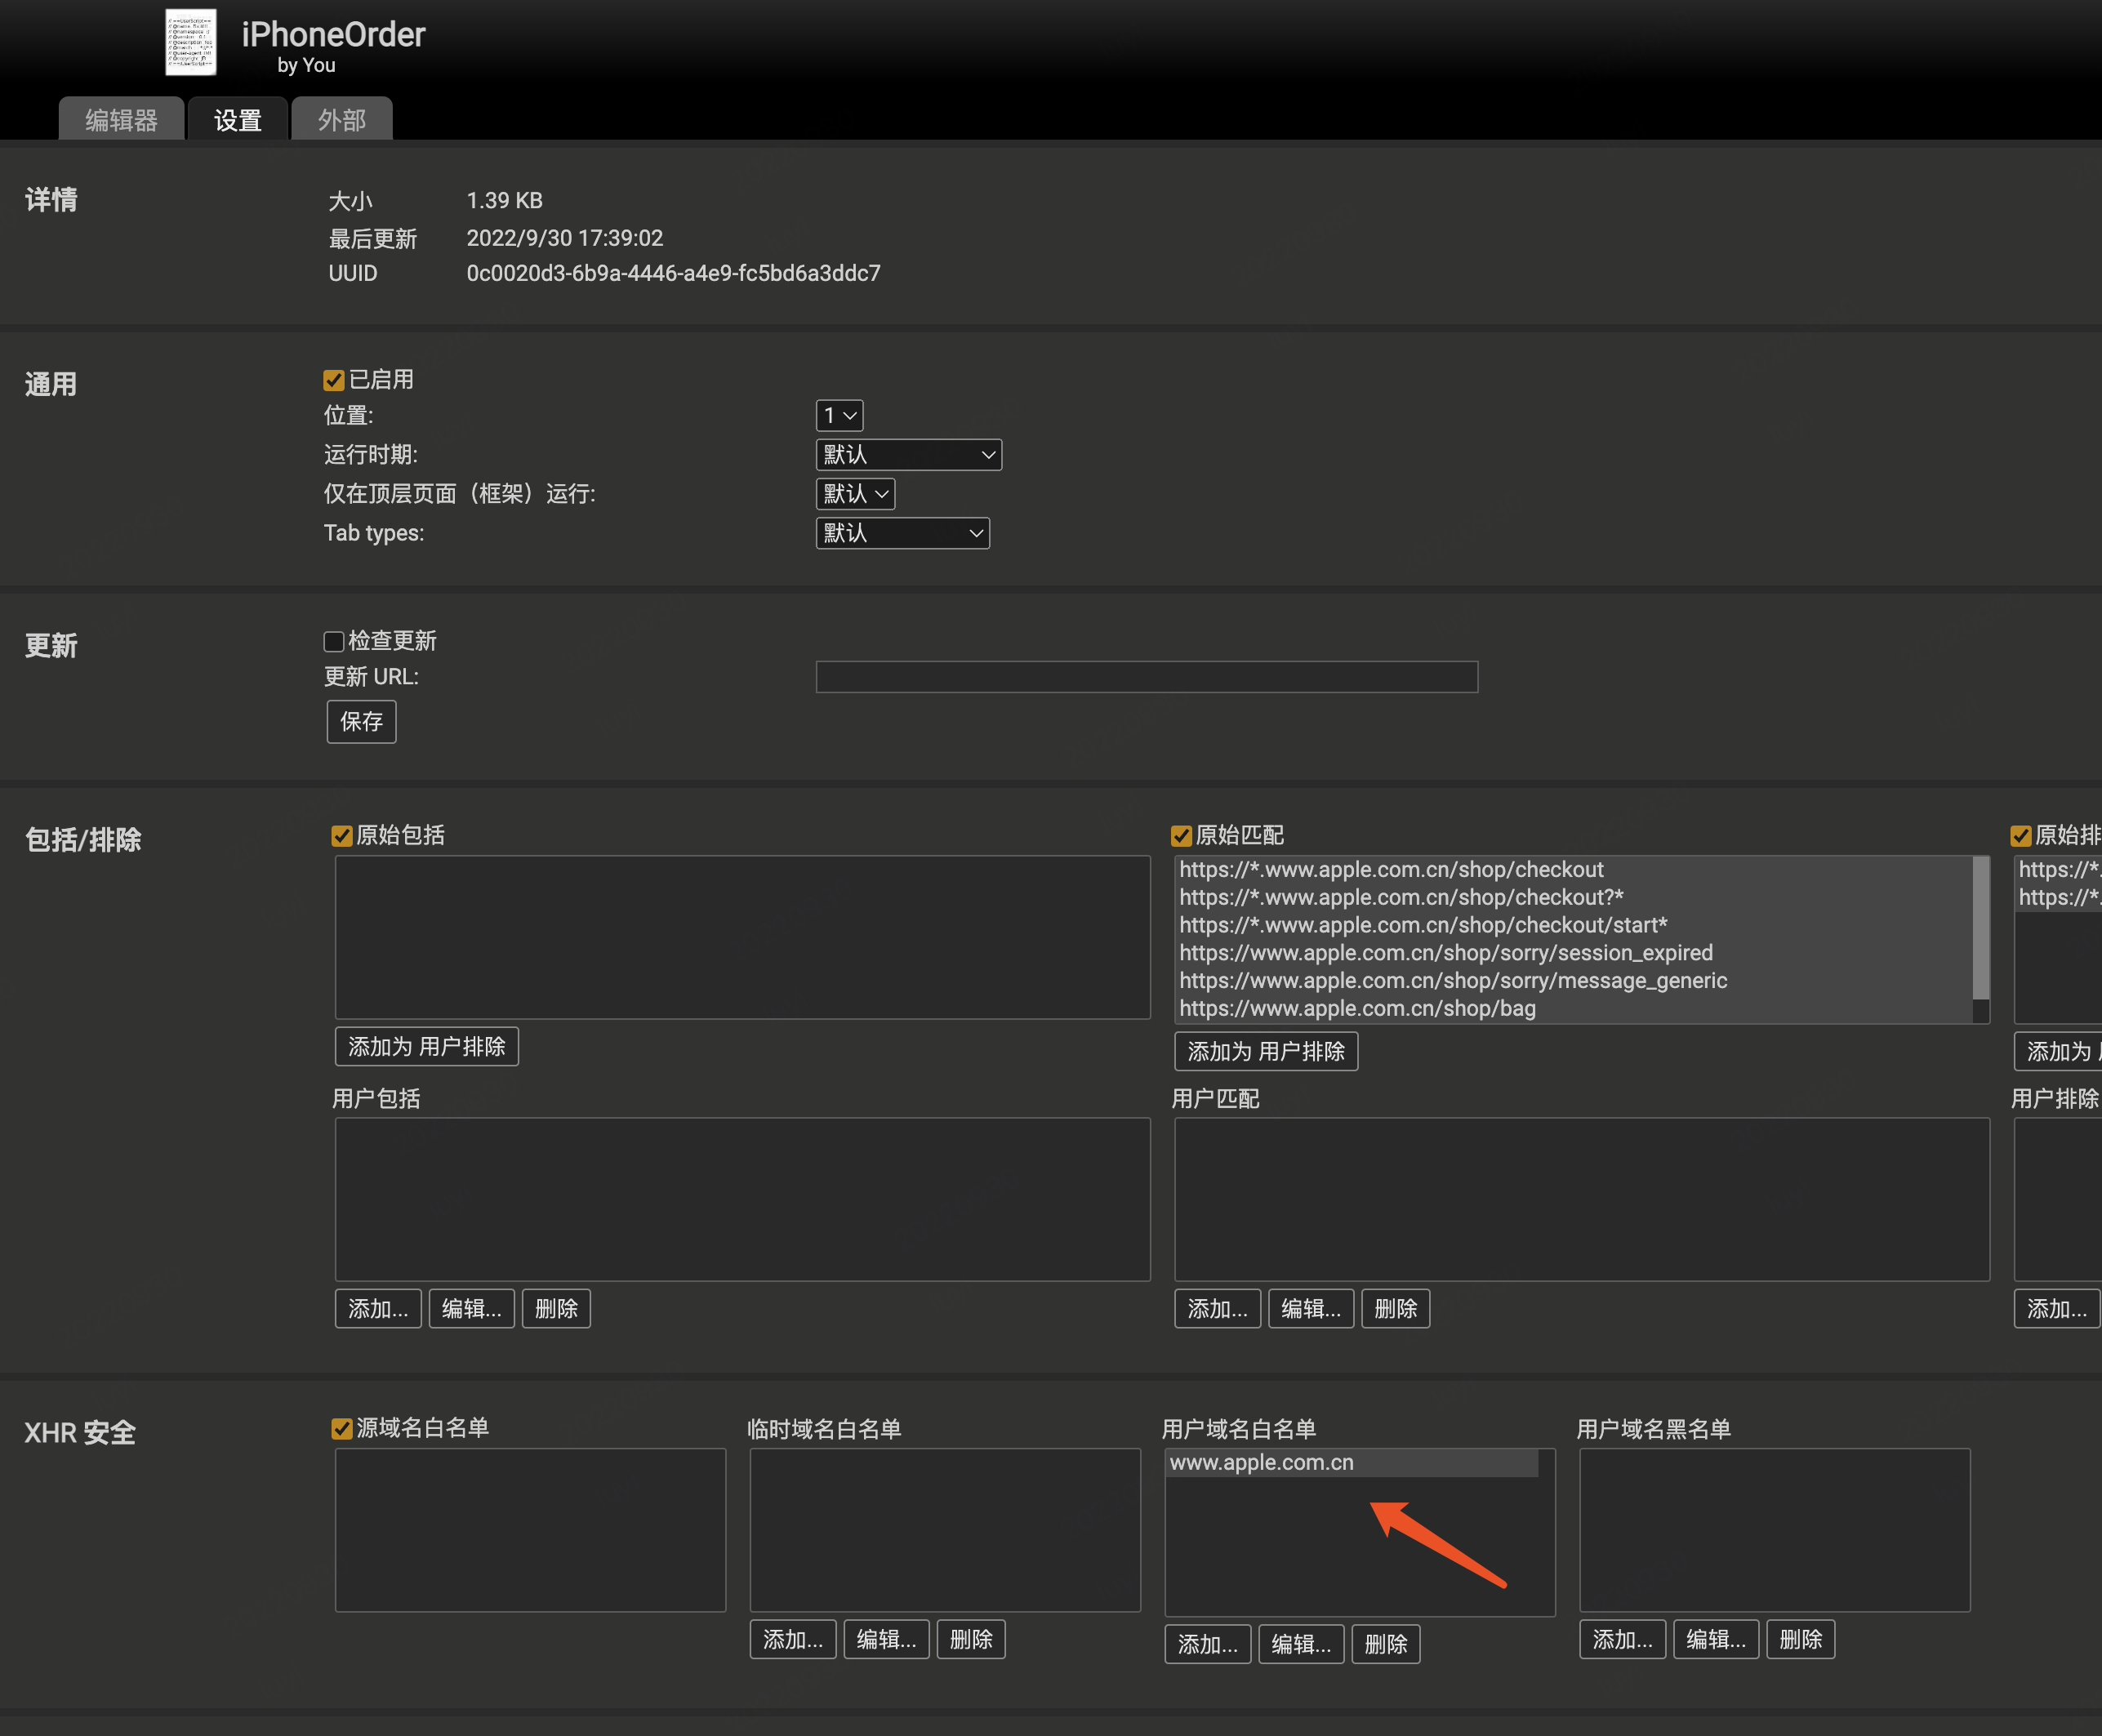 iPhoneOrder
by You
编辑器 设置 外部
详情
大小 1.39 KB
最后更新 2022/9/30 17:39:02
UUID 0c0020d3-6b9a-4446-a4e9-fc5bd6a3ddc7
通用
已启用
位置: 1
运行时期: 默认
仅在顶层页面（框架）运行: 默认
Tab types: 默认
更新
检查更新
更新 URL:
保存
包括/排除
原始包括
添加为 用户排除
用户包括
添加... 编辑... 删除
原始匹配
https://*.www.apple.com.cn/shop/checkout
https://*.www.apple.com.cn/shop/checkout?*
https://*.www.apple.com.cn/shop/checkout/start*
https://www.apple.com.cn/shop/sorry/session_expired
https://www.apple.com.cn/shop/sorry/message_generic
https://www.apple.com.cn/shop/bag
添加为 用户排除
用户匹配
添加... 编辑... 删除
原始排
https://*.
https://*.
添加为
用户排除
添加...
XHR 安全
源域名白名单
临时域名白名单
添加... 编辑... 删除
用户域名白名单
www.apple.com.cn
添加... 编辑... 删除
用户域名黑名单
添加... 编辑... 删除